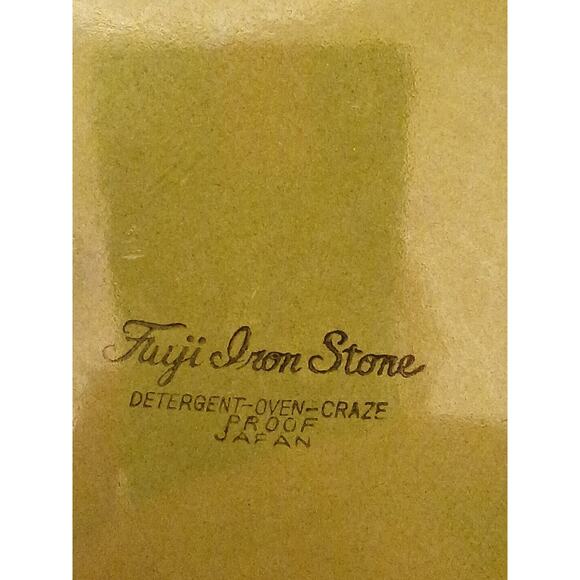 Fuji Iron Stone
DETERGENT-OVEN-CRAZE
PROOF
JAPAN